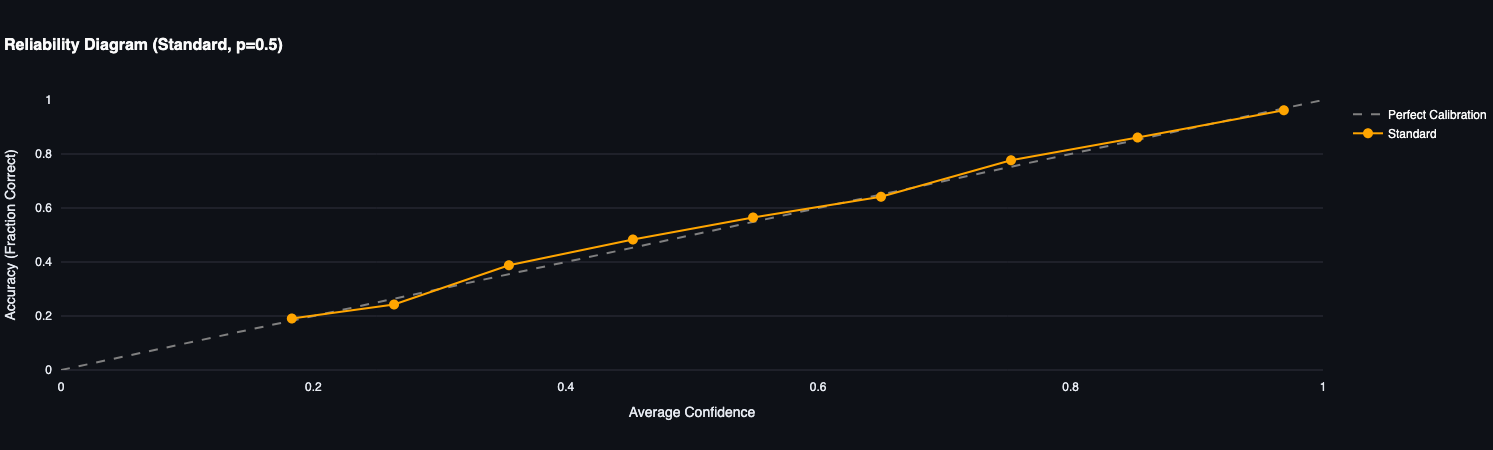 Reliability Diagram (Standard, p=0.5)
1
0.8
0.6
0.4
0.2
0
Accuracy (Fraction Correct)
0
0.2
0.4
0.6
0.8
1
Average Confidence
Perfect Calibration
Standard